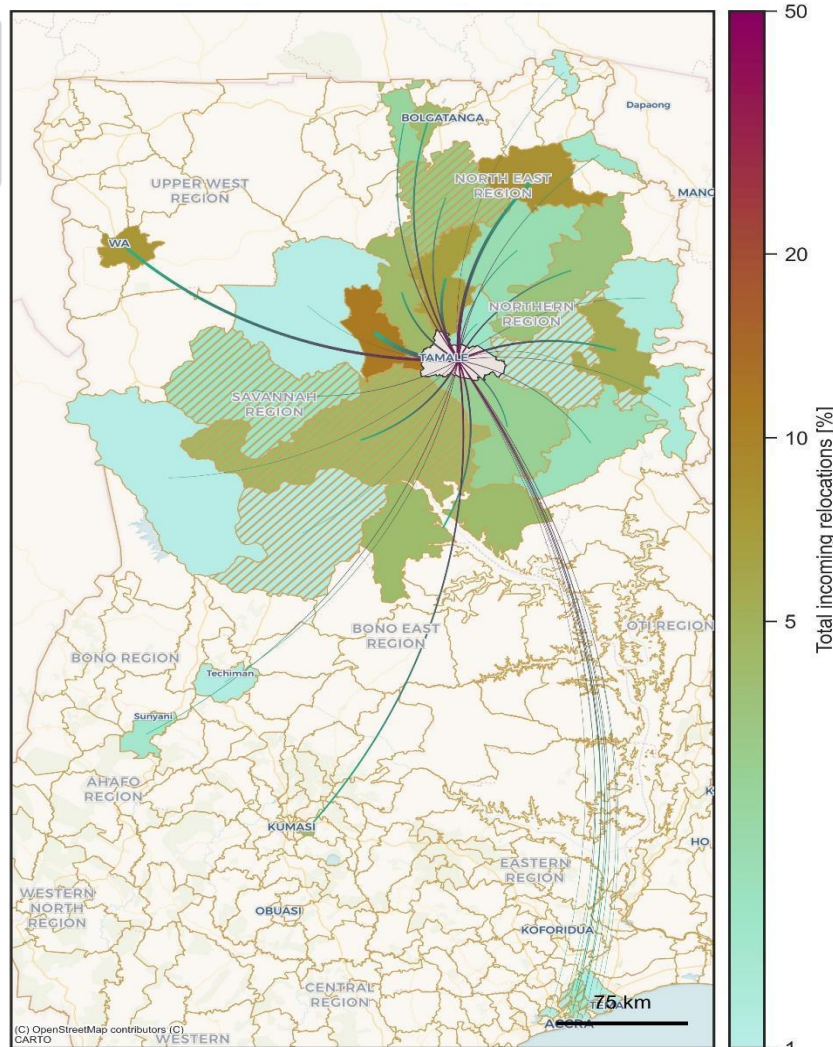 50
Dapaong
BOLGATANGA
UPPER WEST
REGION
NORTH EAST
REGION
MANG
WA
20
NORTHERN
REGION
TAMALE
SAVANNAH
REGION
10
Total incoming relocations [%]
5
BONO EAST
REGION
OTI REGION
BONO REGION
Techiman
Sunyani
AHAFO
REGION
K
KUMASI
HO
EASTERN
REGION
WESTERN
NORTH
REGION
OBUASI
KOFORIDUA
CENTRAL
REGION
75 km
TEMA
ACCRA
(C) OpenStreetMap contributors (C)
CARTO
WESTERN
1